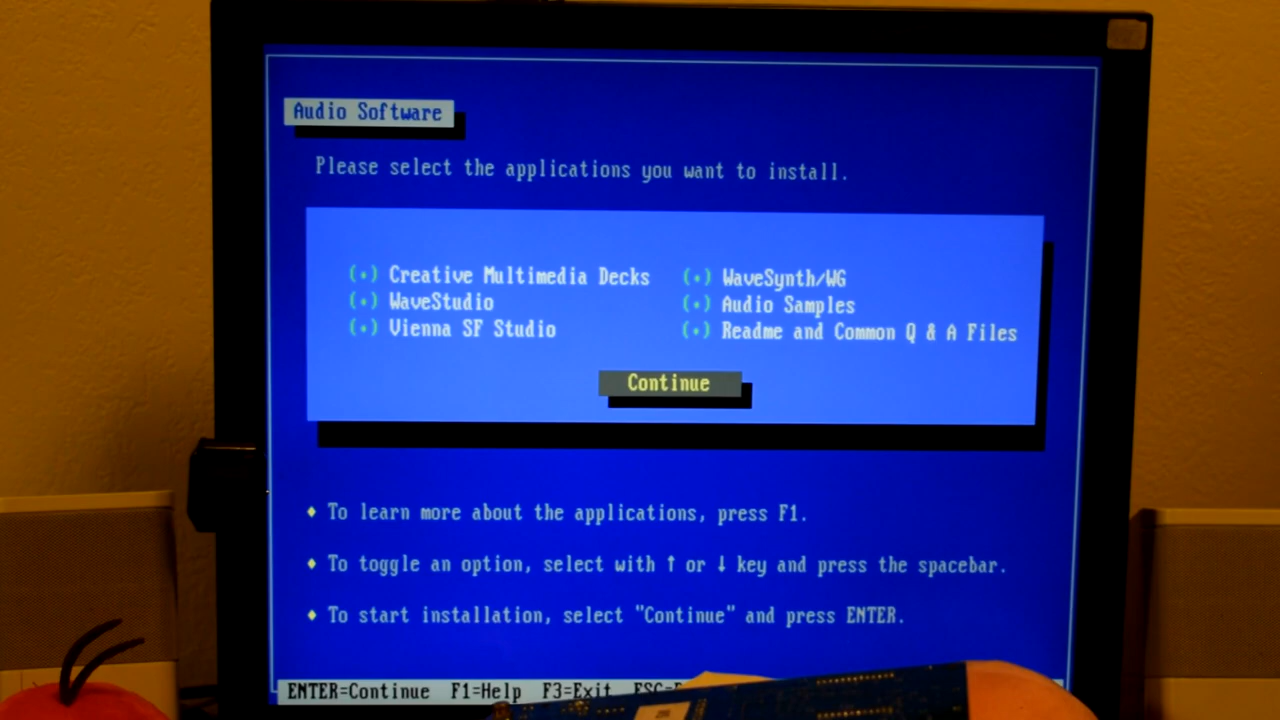 Audio Software
Please select the applications you want to install.
(•) Creative Multimedia Decks (•) WaveSynth/WG
(•) WaveStudio (•) Audio Samples
(•) Vienna SF Studio (•) Readme and Common Q & A Files
Continue
♦ To learn more about the applications, press F1.
♦ To toggle an option, select with ↑ or ↓ key and press the spacebar.
♦ To start installation, select "Continue" and press ENTER.
ENTER=Continue F1=Help F3=Exit